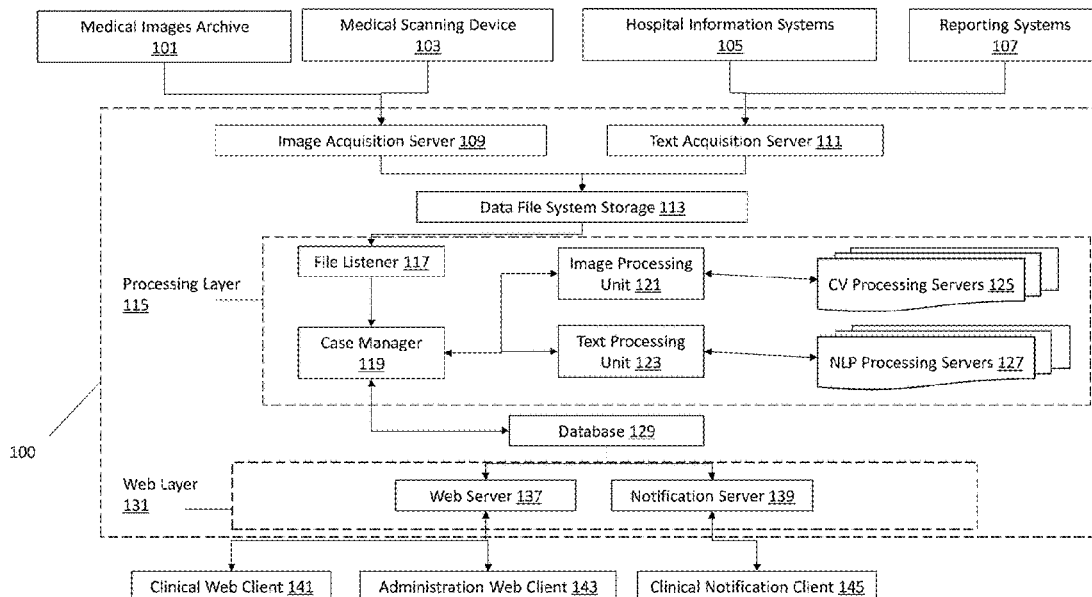 Medical Images Archive
101
Medical Scanning Device
103
Hospital Information Systems
105
Reporting Systems
107
Image Acquisition Server 109
Text Acquisition Server 111
Data File System Storage 113
File Listener 117
Image Processing
Unit 121
CV Processing Servers 125
Processing Layer
115
Case Manager
119
Text Processing
Unit 123
NLP Processing Servers 127
Database 129
100
Web Layer
131
Web Server 137
Notification Server 139
Clinical Web Client 141
Administration Web Client 143
Clinical Notification Client 145